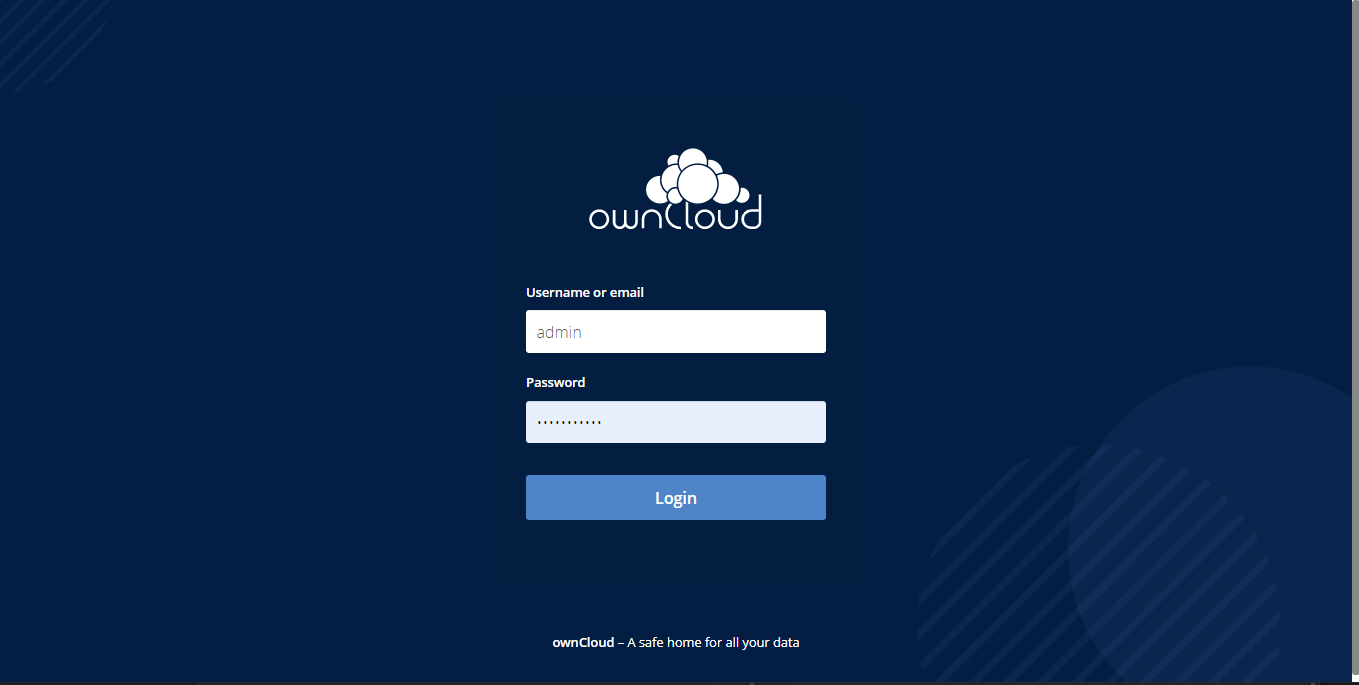 ownCloud
Username or email
admin
Password
•••••••••••
Login
ownCloud – A safe home for all your data